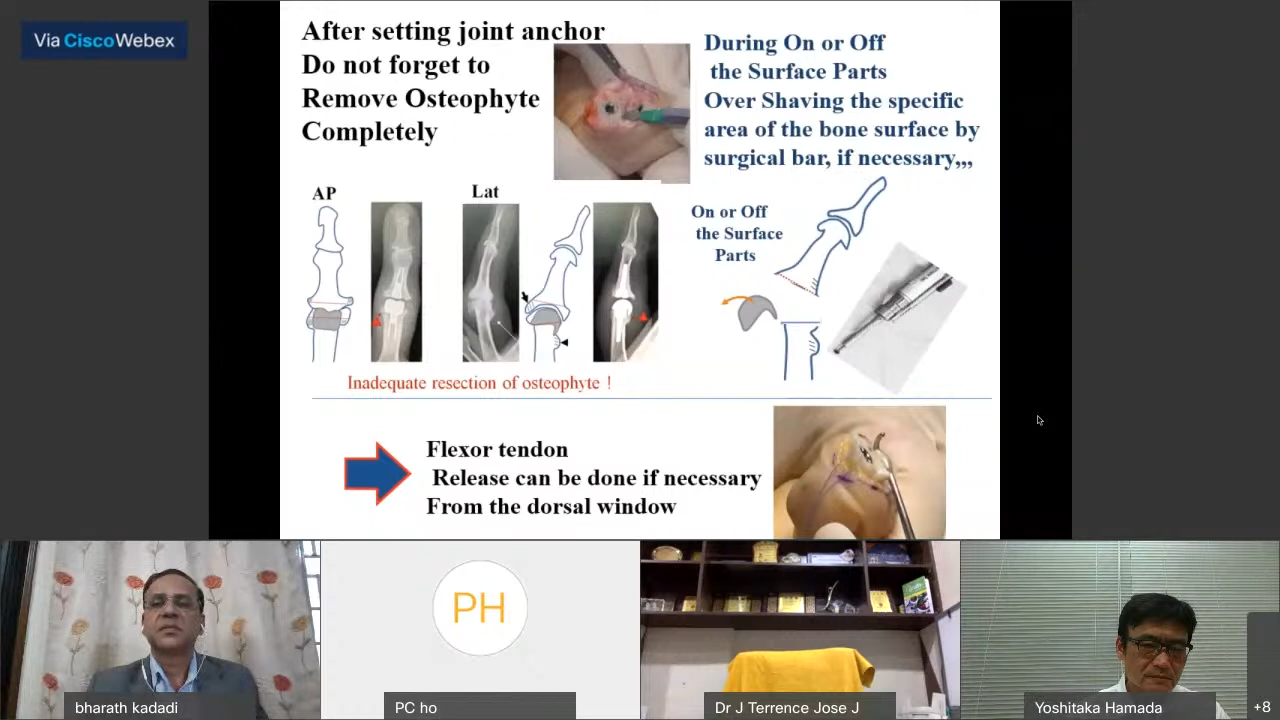 Via Cisco Webex
After setting joint anchor
Do not forget to
Remove Osteophyte
Completely
During On or Off
the Surface Parts
Over Shaving the specific
area of the bone surface by
surgical bar, if necessary,,,
AP
Lat
On or Off
the Surface
Parts
Inadequate resection of osteophyte !
Flexor tendon
Release can be done if necessary
From the dorsal window
PH
bharath kadadi
PC ho
Dr J Terrence Jose J
Yoshitaka Hamada
+8